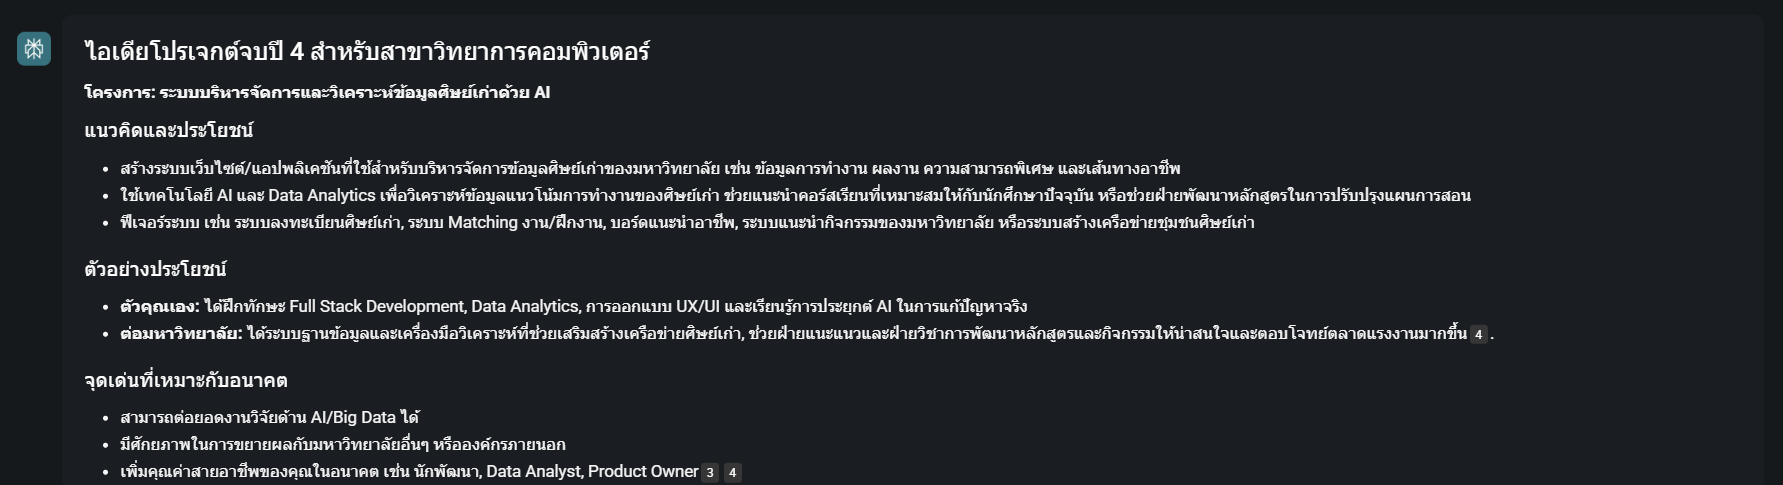 ไอเดียโปรเจกต์จบปี 4 สำหรับสาขาวิทยาการคอมพิวเตอร์
โครงการ: ระบบบริหารจัดการและวิเคราะห์ข้อมูลศิษย์เก่าด้วย AI
แนวคิดและประโยชน์
• สร้างระบบเว็บไซต์/แอปพลิเคชันที่ใช้สำหรับบริหารจัดการข้อมูลศิษย์เก่าของมหาวิทยาลัย เช่น ข้อมูลการทำงาน ผลงาน ความสามารถพิเศษ และเส้นทางอาชีพ
• ใช้เทคโนโลยี AI และ Data Analytics เพื่อวิเคราะห์ข้อมูลแนวโน้มการทำงานของศิษย์เก่า ช่วยแนะนำคอร์สเรียนที่เหมาะสมให้กับนักศึกษาปัจจุบัน หรือช่วยฝ่ายพัฒนาหลักสูตรในการปรับปรุงแผนการสอน
• ฟีเจอร์ระบบ เช่น ระบบลงทะเบียนศิษย์เก่า, ระบบ Matching งาน/ฝึกงาน, บอร์ดแนะนำอาชีพ, ระบบแนะนำกิจกรรมของมหาวิทยาลัย หรือระบบสร้างเครือข่ายชุมชนศิษย์เก่า
ตัวอย่างประโยชน์
• ตัวคุณเอง: ได้ฝึกทักษะ Full Stack Development, Data Analytics, การออกแบบ UX/UI และเรียนรู้การประยุกต์ AI ในการแก้ปัญหาจริง
• ต่อมหาวิทยาลัย: ได้ระบบฐานข้อมูลและเครื่องมือวิเคราะห์ที่ช่วยเสริมสร้างเครือข่ายศิษย์เก่า, ช่วยฝ่ายแนะแนวและฝ่ายวิชาการพัฒนาหลักสูตรและกิจกรรมให้น่าสนใจและตอบโจทย์ตลาดแรงงานมากขึ้น 4 .
จุดเด่นที่เหมาะกับอนาคต
• สามารถต่อยอดงานวิจัยด้าน AI/Big Data ได้
• มีศักยภาพในการขยายผลกับมหาวิทยาลัยอื่นๆ หรือองค์กรภายนอก
• เพิ่มคุณค่าสายอาชีพของคุณในอนาคต เช่น นักพัฒนา, Data Analyst, Product Owner 3 4